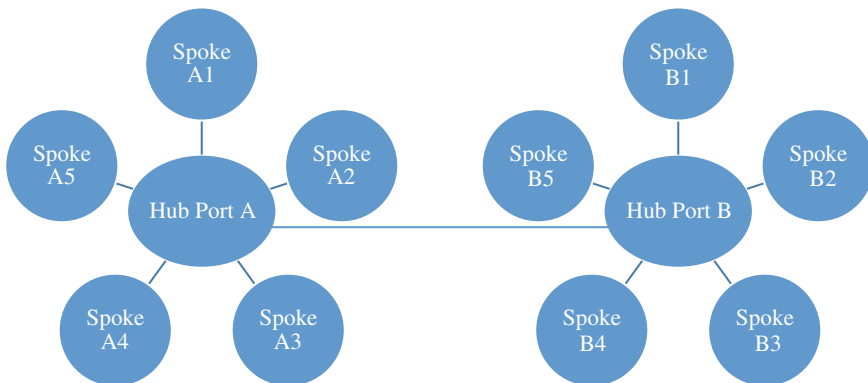 Spoke
A1
Spoke
B1
Spoke
A5
Spoke
A2
Spoke
B5
Spoke
B2
Hub Port A
Hub Port B
Spoke
A4
Spoke
A3
Spoke
B4
Spoke
B3